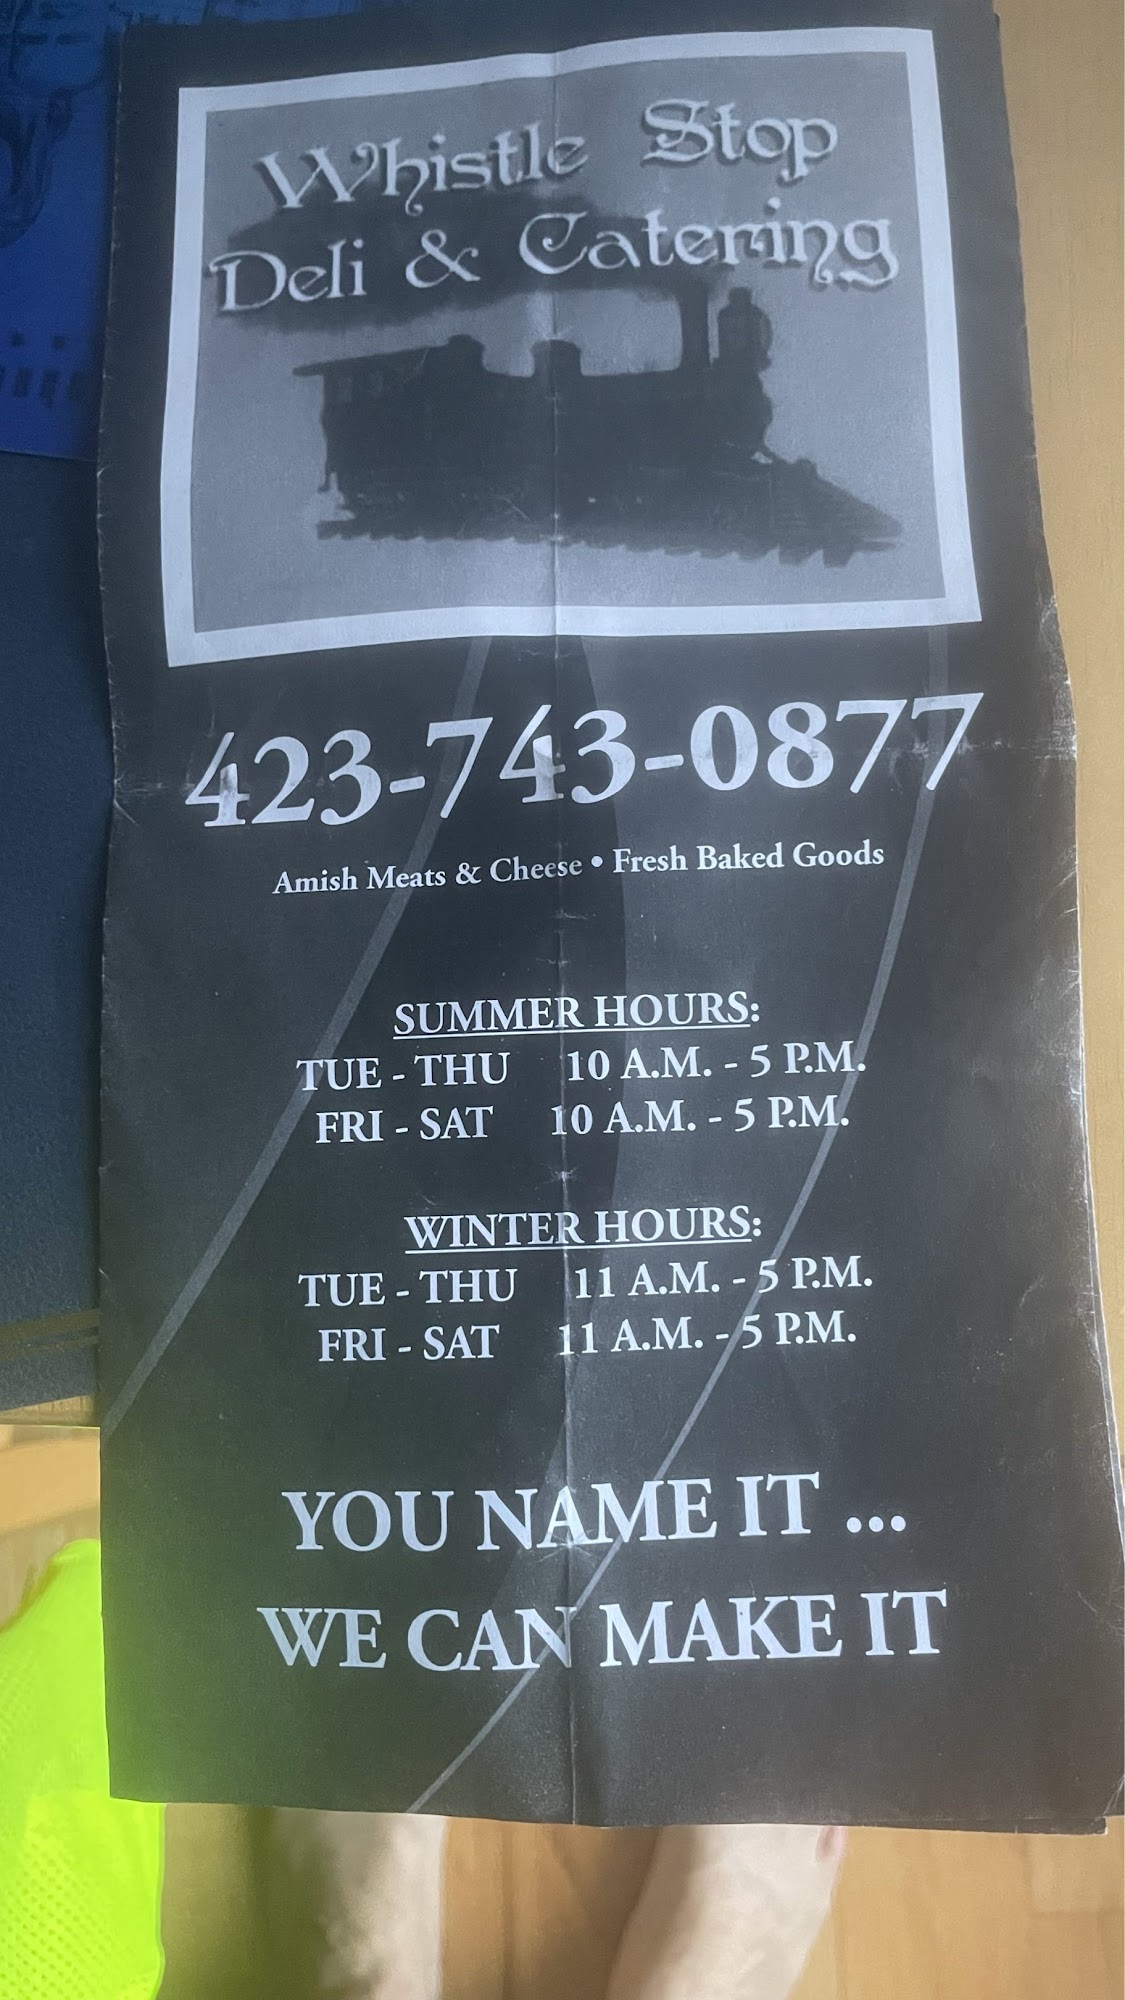 Whistle Stop
Deli & Catering
423-743-0877
Amish Meats & Cheese • Fresh Baked Goods
SUMMER HOURS:
TUE - THU 10 A.M. - 5 P.M.
FRI - SAT 10 A.M. - 5 P.M.
WINTER HOURS:
TUE - THU 11 A.M. - 5 P.M.
FRI - SAT 11 A.M. - 5 P.M.
YOU NAME IT ...
WE CAN MAKE IT